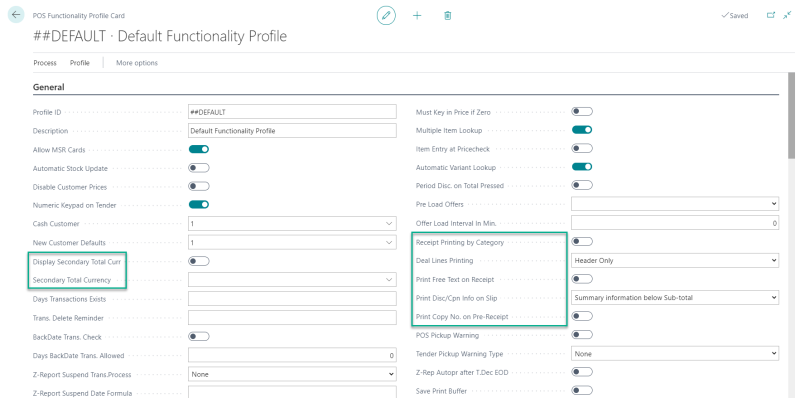 POS Functionality Profile Card
Saved
##DEFAULT · Default Functionality Profile
Process Profile More options
General
Profile ID ##DEFAULT
Description Default Functionality Profile
Allow MSR Cards
Automatic Stock Update
Disable Customer Prices
Numeric Keypad on Tender
Cash Customer 1
New Customer Defaults 1
Display Secondary Total Curr
Secondary Total Currency
Days Transactions Exists
Trans. Delete Reminder
BackDate Trans. Check
Days BackDate Trans. Allowed 0
Z-Report Suspend Trans.Process None
Z-Report Suspend Date Formula
Must Key in Price if Zero
Multiple Item Lookup
Item Entry at Pricecheck
Automatic Variant Lookup
Period Disc. on Total Pressed
Pre Load Offers
Offer Load Interval In Min. 0
Receipt Printing by Category
Deal Lines Printing Header Only
Print Free Text on Receipt
Print Disc/Cpn Info on Slip Summary information below Sub-total
Print Copy No. on Pre-Receipt
POS Pickup Warning
Tender Pickup Warning Type None
Z-Rep Autopr after T.Dec EOD
Save Print Buffer